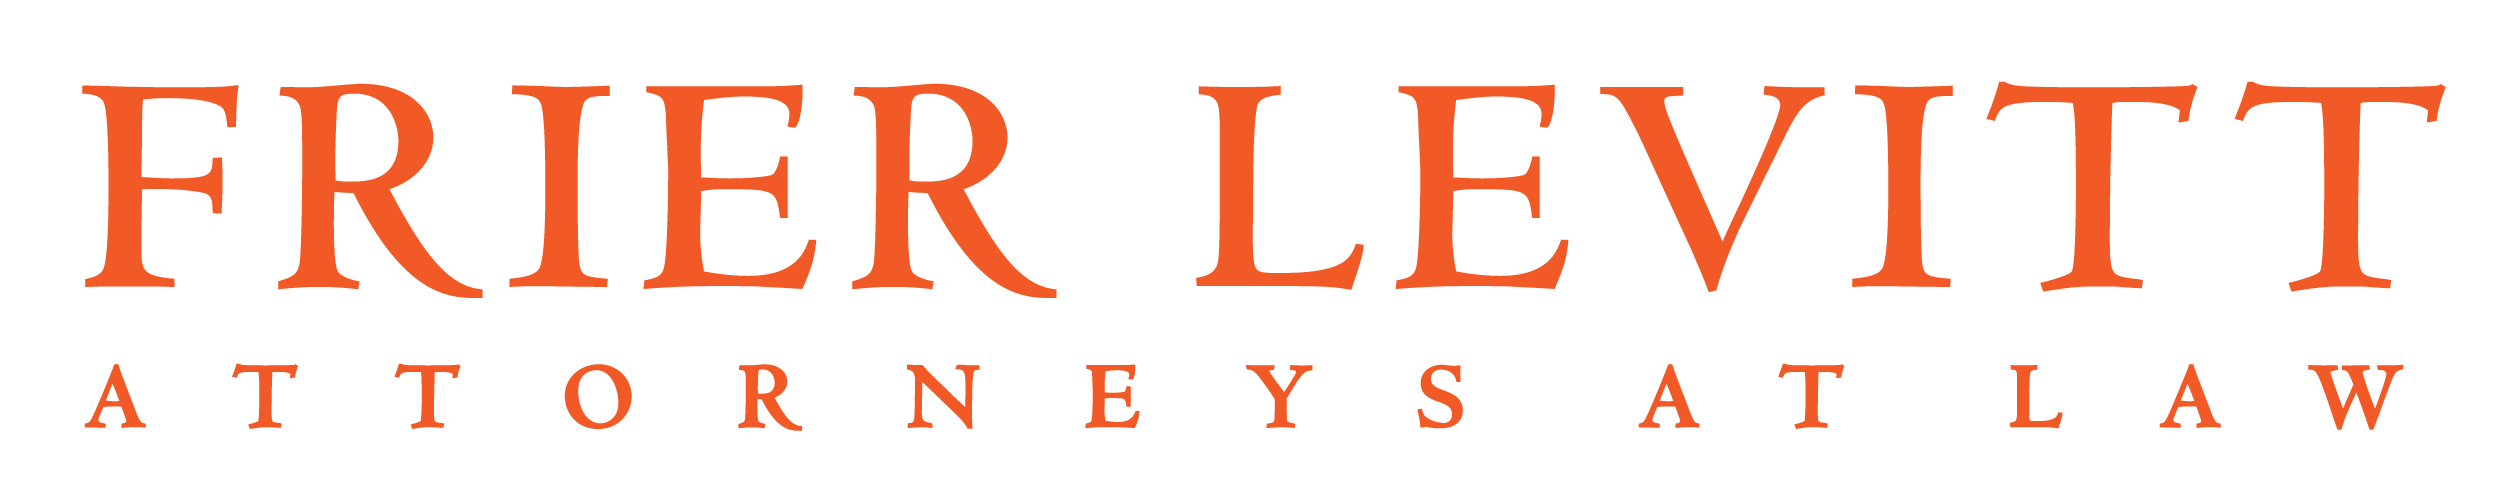 FRIER LEVITT
ATTORNEYS AT LAW